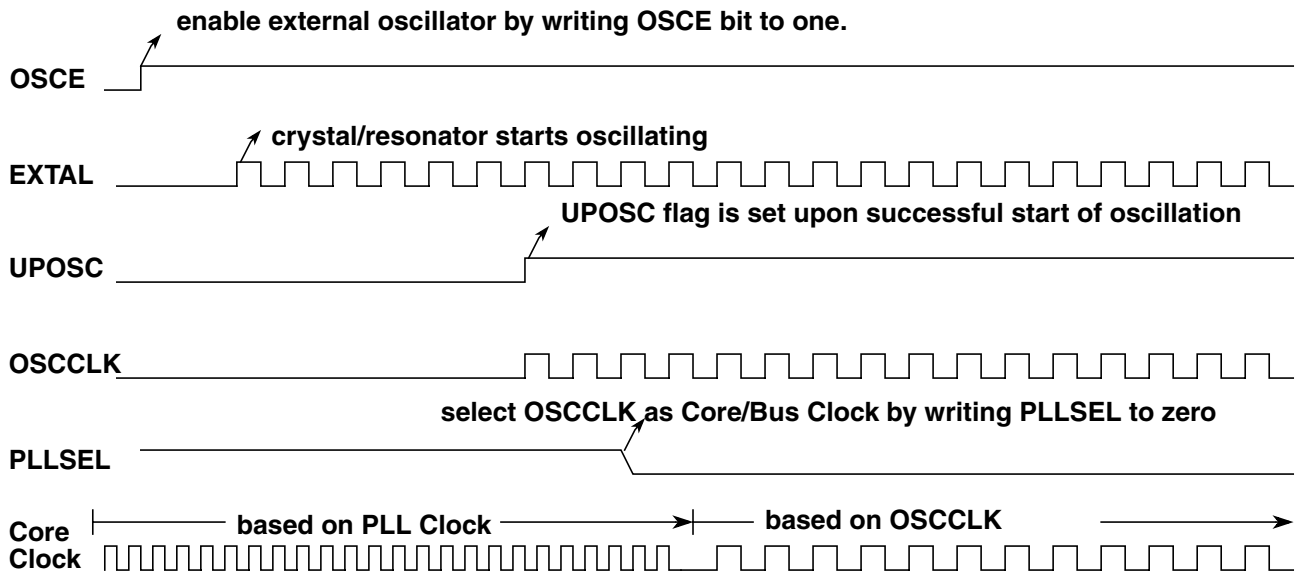 enable external oscillator by writing OSCE bit to one.
OSCE
crystal/resonator starts oscillating
EXTAL
UPOSC flag is set upon successful start of oscillation
UPOSC
OSCCLK
select OSCCLK as Core/Bus Clock by writing PLLSEL to zero
PLLSEL
based on PLL Clock
based on OSCCLK
Core
Clock